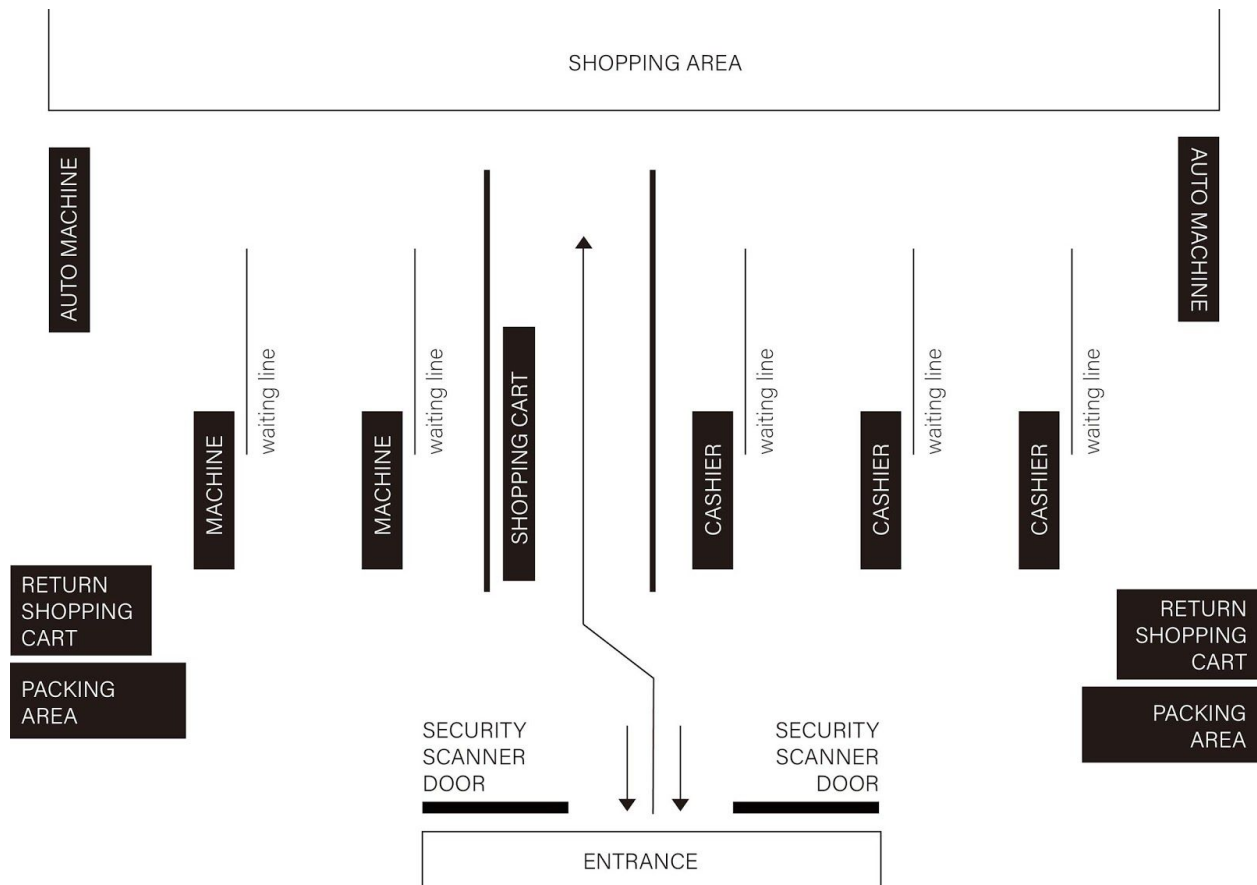 SHOPPING AREA
AUTO MACHINE
AUTO MACHINE
waiting line
waiting line
waiting line
waiting line
waiting line
MACHINE
MACHINE
SHOPPING CART
CASHIER
CASHIER
CASHIER
RETURN
SHOPPING
CART
PACKING
AREA
RETURN
SHOPPING
CART
PACKING
AREA
SECURITY
SCANNER
DOOR
SECURITY
SCANNER
DOOR
ENTRANCE